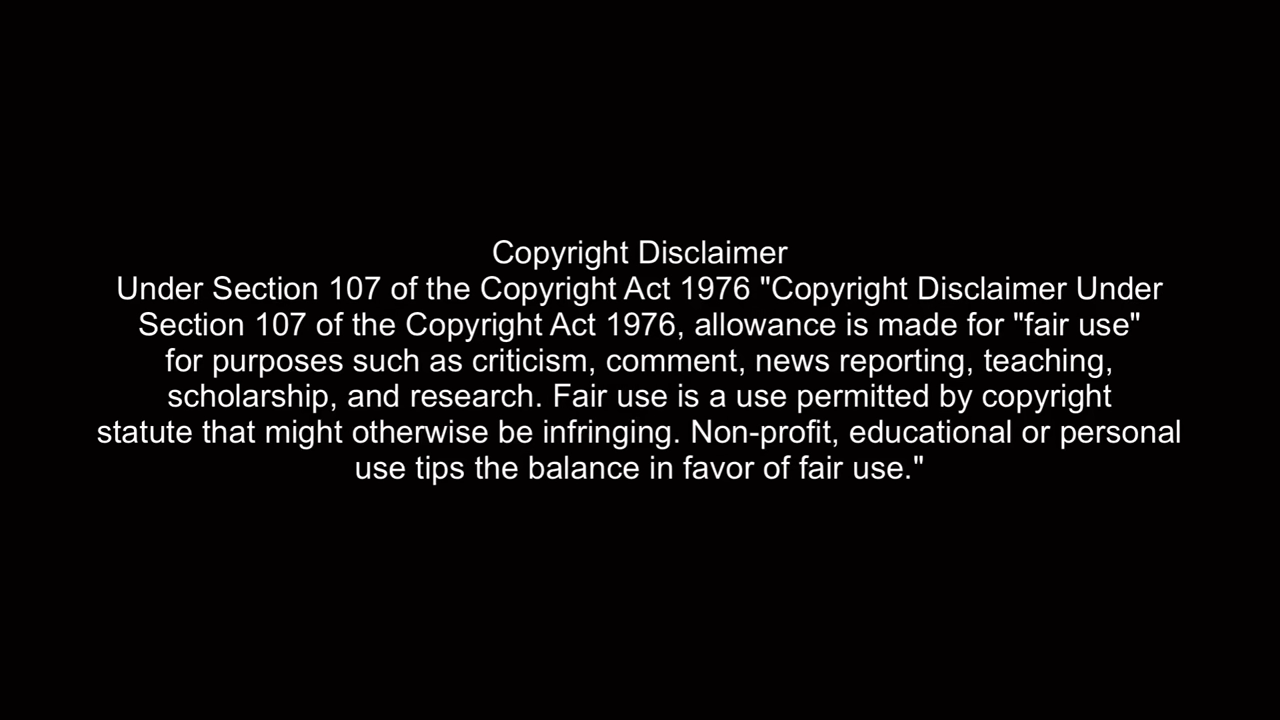 Copyright Disclaimer
Under Section 107 of the Copyright Act 1976 "Copyright Disclaimer Under
Section 107 of the Copyright Act 1976, allowance is made for "fair use"
for purposes such as criticism, comment, news reporting, teaching,
scholarship, and research. Fair use is a use permitted by copyright
statute that might otherwise be infringing. Non-profit, educational or personal
use tips the balance in favor of fair use."